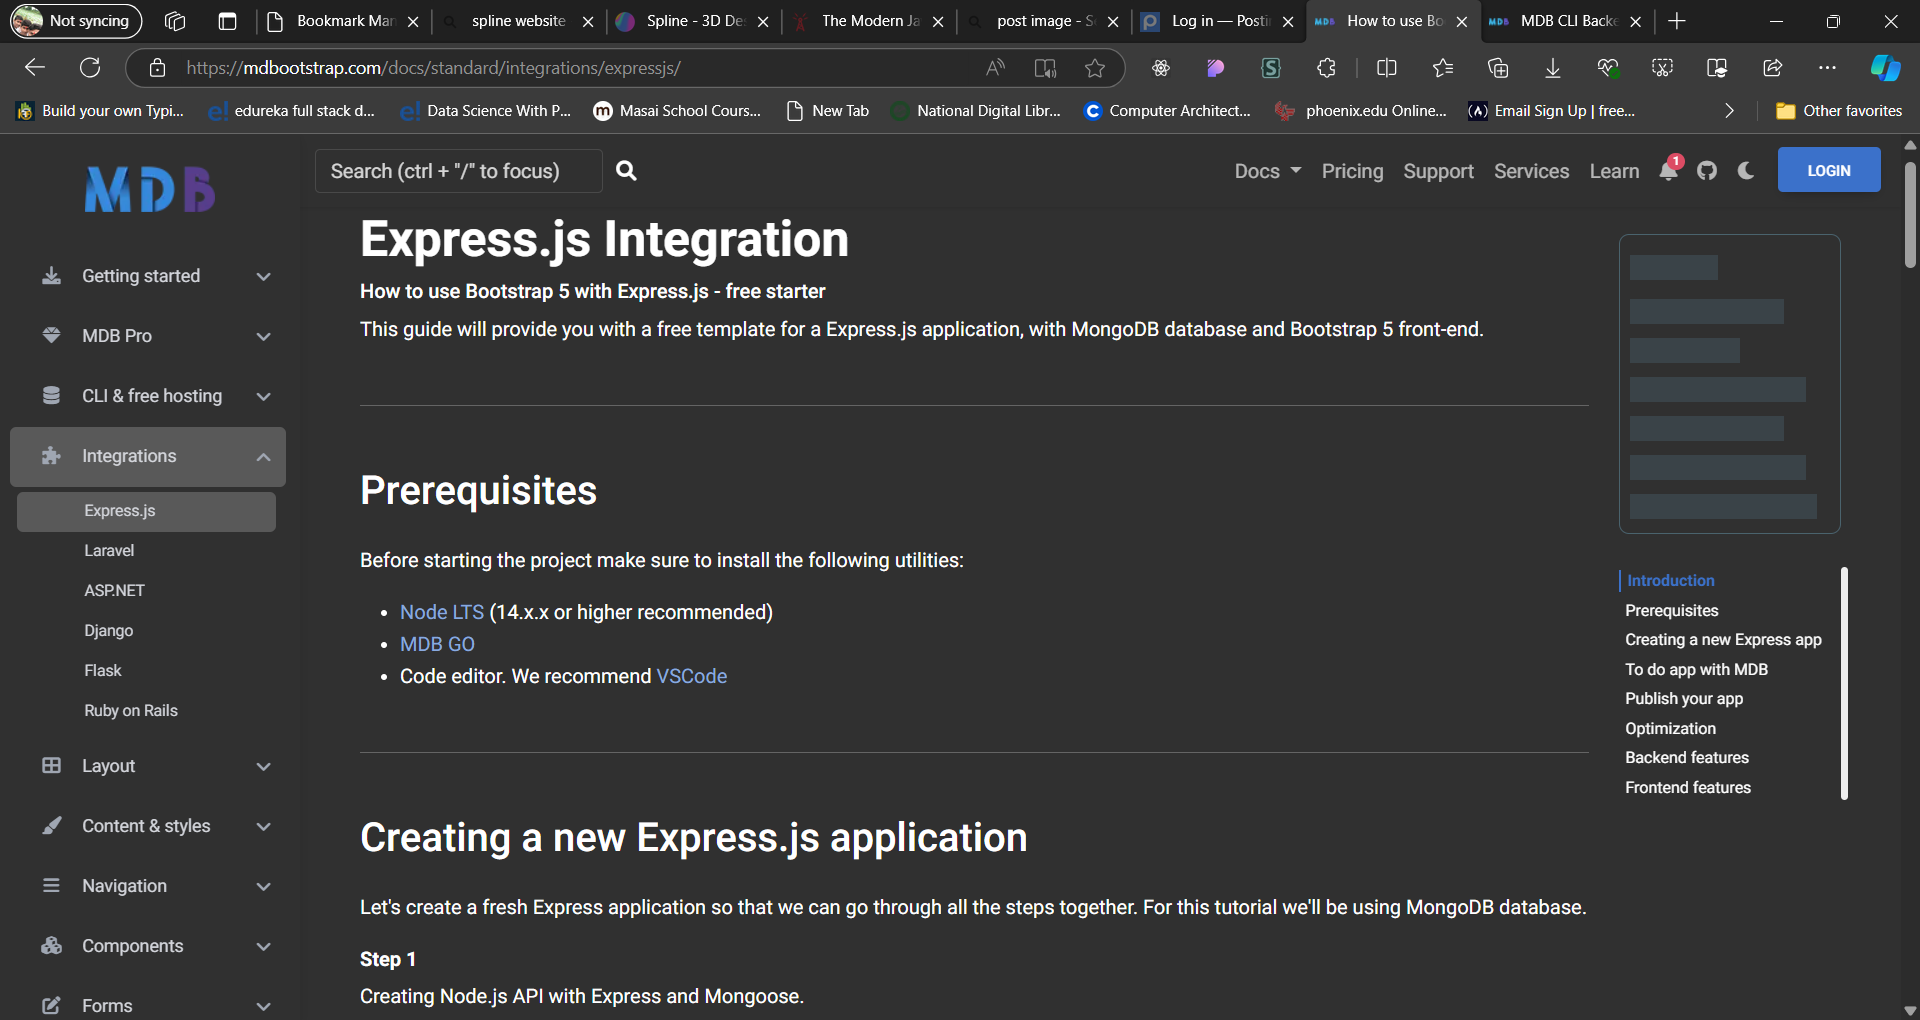 Not syncing
Bookmark Mar
spline website
Spline - 3D De
The Modern Ja
post image - S
Log in — Posti
MDB
How to use Bo
MDB
MDB CLI Backe
https://mdbootstrap.com/docs/standard/integrations/expressjs/
Build your own Typi...
edureka full stack d...
Data Science With P...
Masai School Cours...
New Tab
National Digital Libr...
Computer Architect...
phoenix.edu Online...
Email Sign Up | free...
Other favorites
MDB
Search (ctrl + "/" to focus)
Docs
Pricing
Support
Services
Learn
1
LOGIN
Getting started
MDB Pro
CLI & free hosting
Integrations
Express.js
Laravel
ASP.NET
Django
Flask
Ruby on Rails
Layout
Content & styles
Navigation
Components
Forms
Express.js Integration
How to use Bootstrap 5 with Express.js - free starter
This guide will provide you with a free template for a Express.js application, with MongoDB database and Bootstrap 5 front-end.
Prerequisites
Before starting the project make sure to install the following utilities:
• Node LTS (14.x.x or higher recommended)
• MDB GO
• Code editor. We recommend VSCode
Creating a new Express.js application
Let's create a fresh Express application so that we can go through all the steps together. For this tutorial we'll be using MongoDB database.
Step 1
Creating Node.js API with Express and Mongoose.
Introduction
Prerequisites
Creating a new Express app
To do app with MDB
Publish your app
Optimization
Backend features
Frontend features